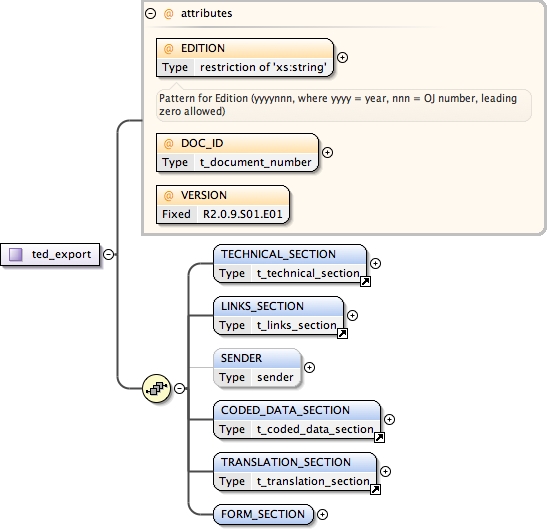 @ attributes
@ EDITION
Type restriction of 'xs:string'
Pattern for Edition (yyyynnn, where yyyy = year, nnn = OJ number, leading
zero allowed)
@ DOC_ID
Type t_document_number
@ VERSION
Fixed R2.0.9.S01.E01
ted_export
TECHNICAL_SECTION
Type t_technical_section
LINKS_SECTION
Type t_links_section
SENDER
Type sender
CODED_DATA_SECTION
Type t_coded_data_section
TRANSLATION_SECTION
Type t_translation_section
FORM_SECTION